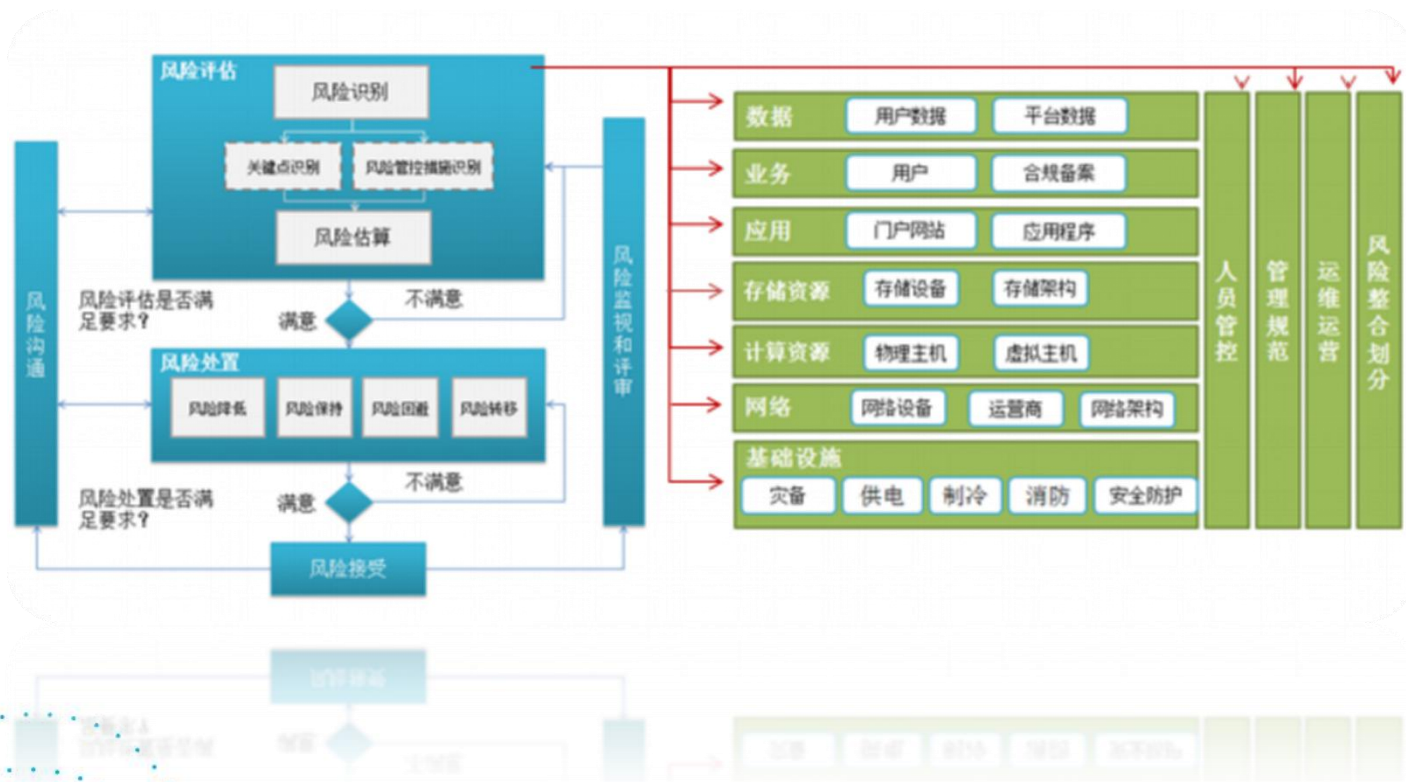 风险评估
风险识别
关键点识别
风险管控措施识别
风险估算
风险沟通
风险评估是否满
足要求？
满意
不满意
风险处置
风险降低
风险保持
风险回避
风险转移
风险处置是否满
足要求？
满意
不满意
风险接受
风险监视和评审
数据
用户数据
平台数据
业务
用户
合规备案
应用
门户网站
应用程序
存储资源
存储设备
存储架构
计算资源
物理主机
虚拟主机
网络
网络设备
运营商
网络架构
基础设施
灾备
供电
制冷
消防
安全防护
人员管控
管理规范
运维运营
风险整合划分